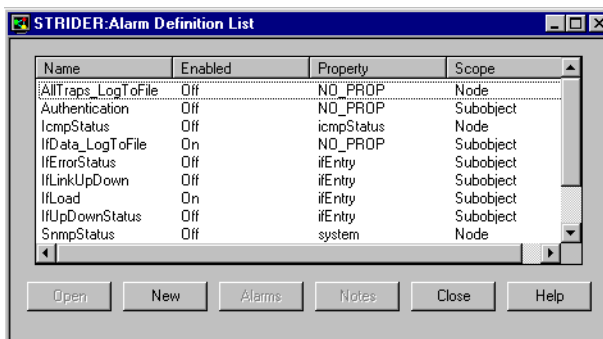 STRIDER:Alarm Definition List
Name Enabled Property Scope
AllTraps_LogToFile Off NO_PROP Node
Authentication Off NO_PROP Subobject
IcmpStatus Off icmpStatus Node
IfData_LogToFile On NO_PROP Subobject
IfErrorStatus Off ifEntry Subobject
IfLinkUpDown Off ifEntry Subobject
IfLoad On ifEntry Subobject
IfUpDownStatus Off ifEntry Subobject
SnmpStatus Off system Node
Open New Alarms Notes Close Help